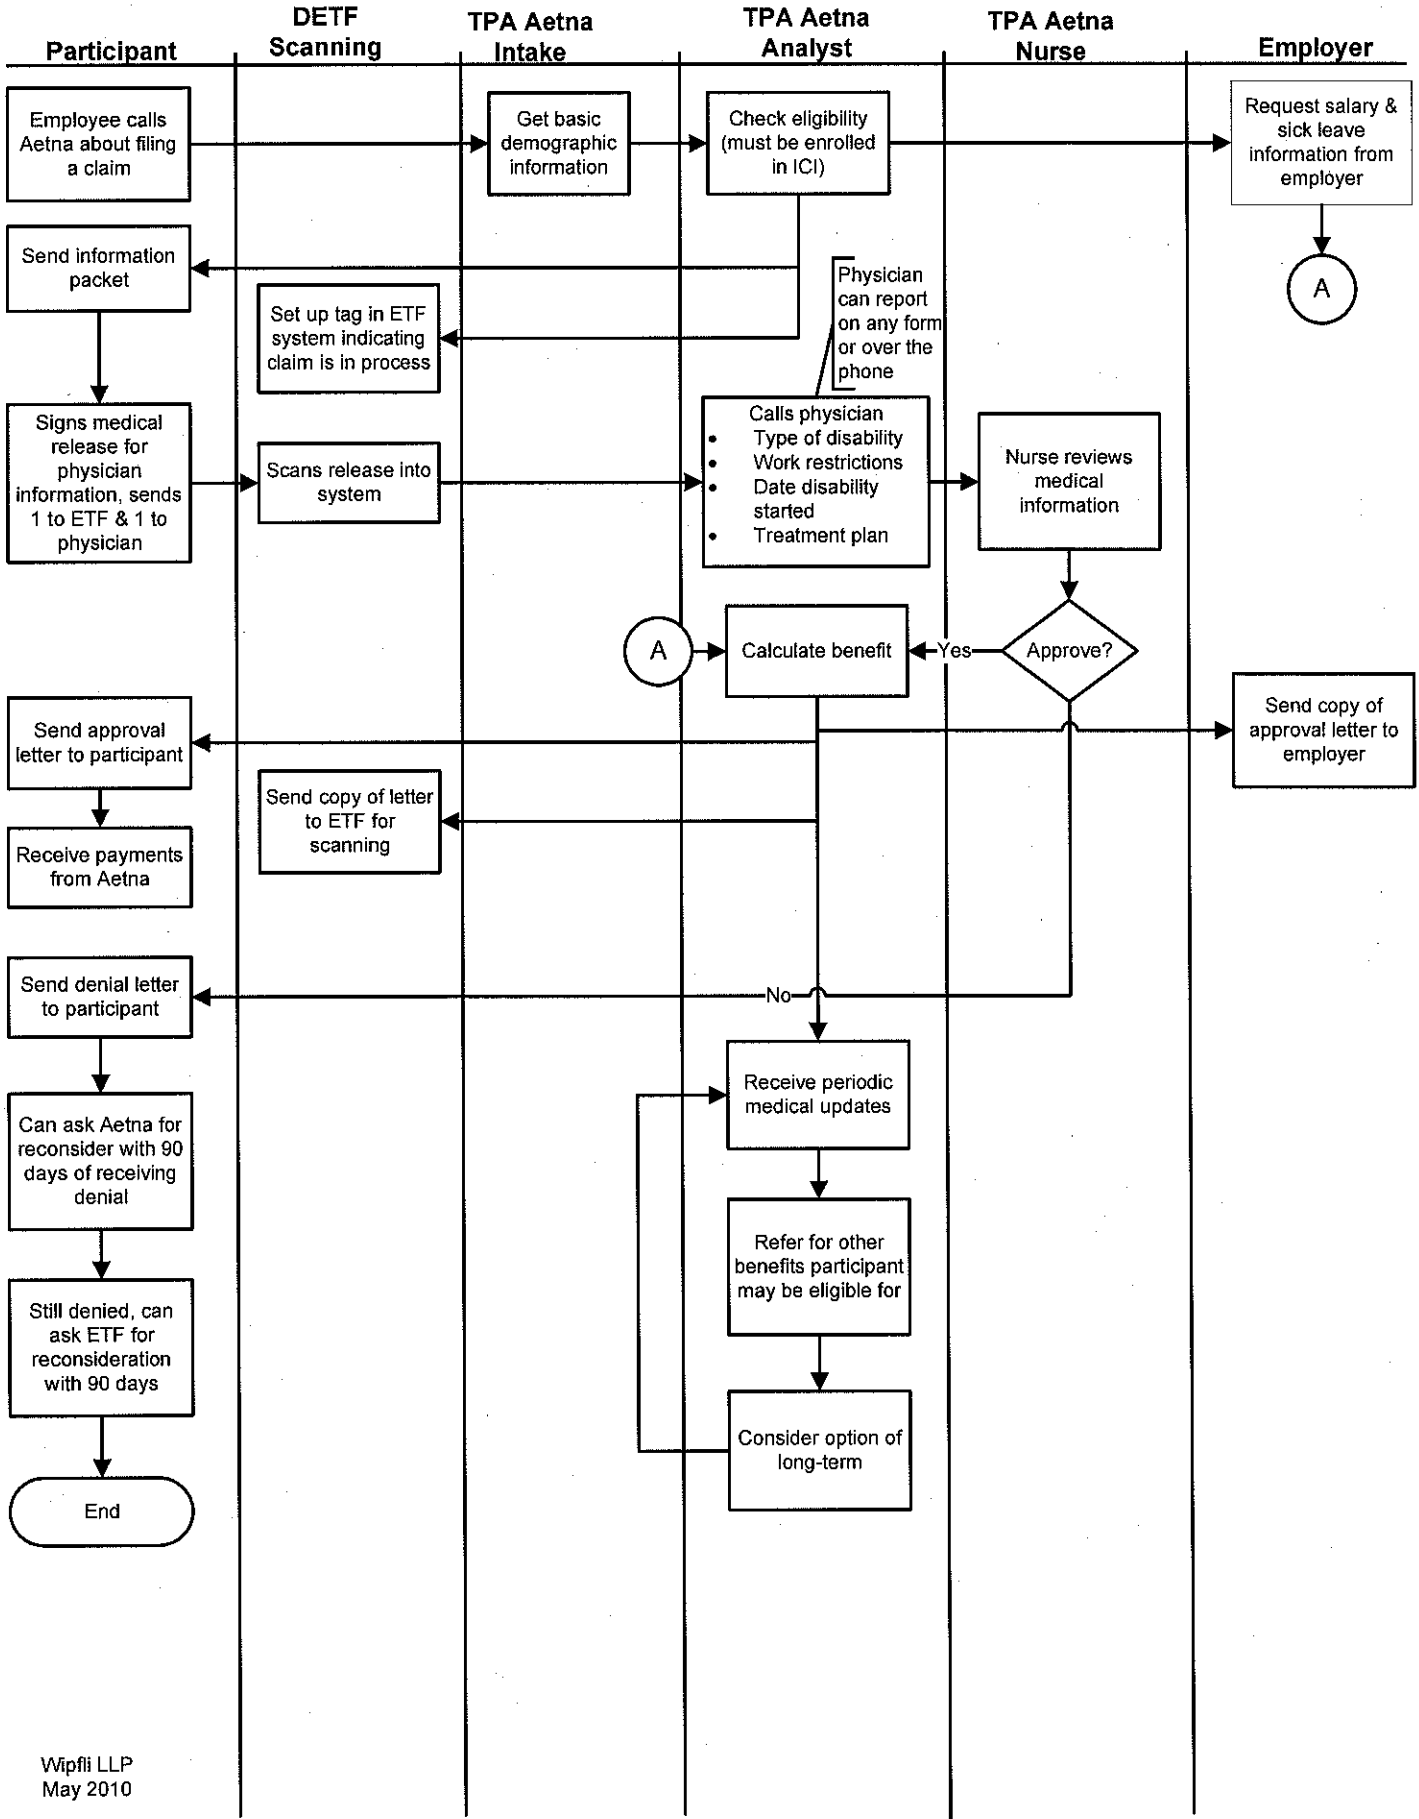 Participant
DETF
Scanning
TPA Aetna
Intake
TPA Aetna
Analyst
TPA Aetna
Nurse
Employer
Employee calls
Aetna about filing
a claim
Get basic
demographic
information
Check eligibility
(must be enrolled
in ICI)
Request salary &
sick leave
information from
employer
Send information
packet
A
Set up tag in ETF
system indicating
claim is in process
Physician
can report
on any form
or over the
phone
Signs medical
release for
physician
information, sends
1 to ETF & 1 to
physician
Scans release into
system
Calls physician
• Type of disability
• Work restrictions
• Date disability
started
• Treatment plan
Nurse reviews
medical
information
A
Calculate benefit
Yes
Approve?
Send approval
letter to participant
Send copy of
approval letter to
employer
Send copy of letter
to ETF for
scanning
Receive payments
from Aetna
Send denial letter
to participant
No
Receive periodic
medical updates
Can ask Aetna for
reconsider with 90
days of receiving
denial
Refer for other
benefits participant
may be eligible for
Still denied, can
ask ETF for
reconsideration
with 90 days
Consider option of
long-term
End
Wipfli LLP
May 2010